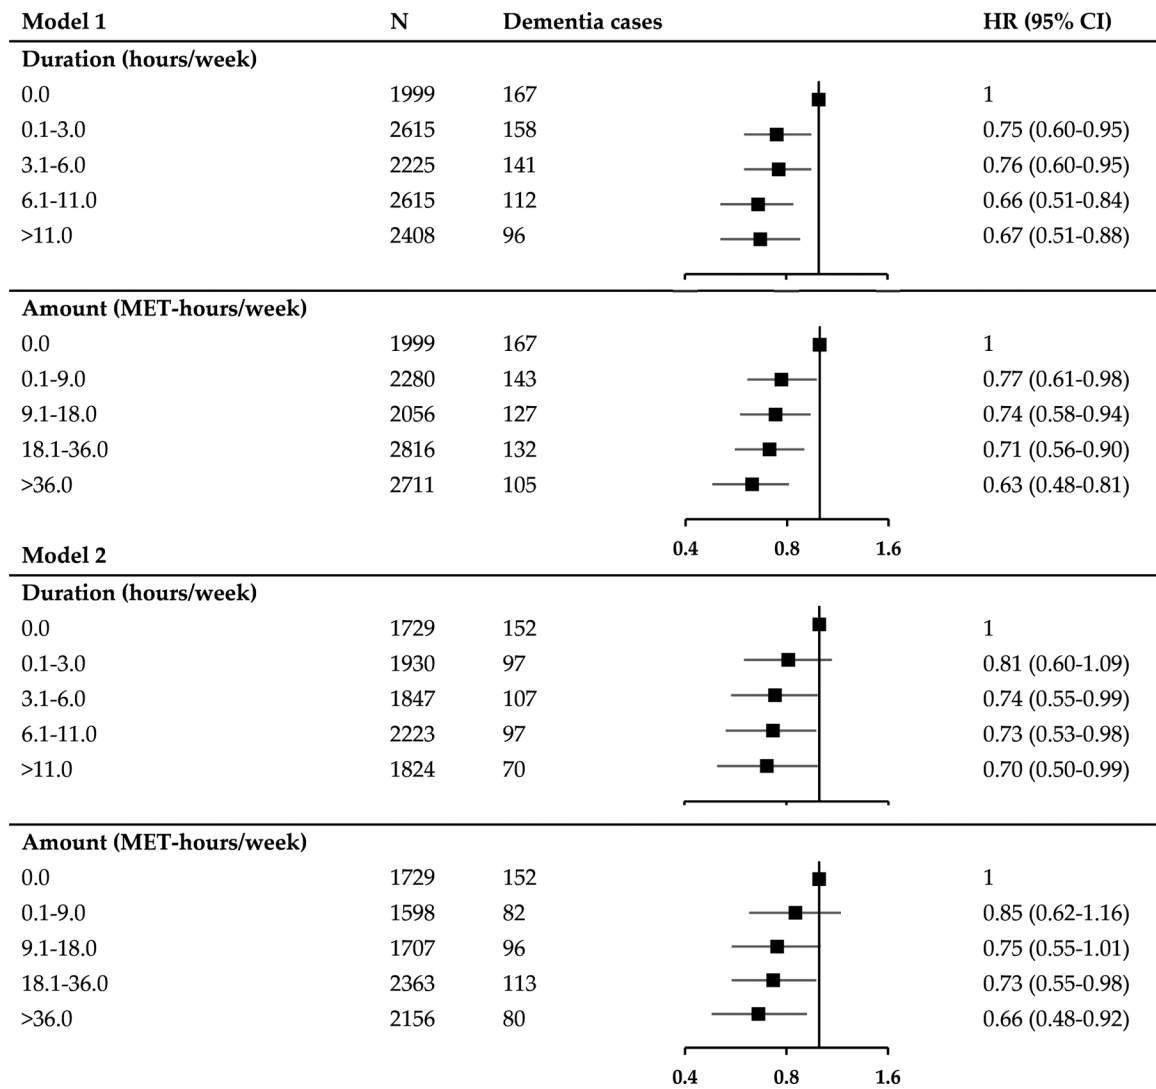 Model 1 N Dementia cases HR (95% CI)
Duration (hours/week)
0.0 1999 167 1
0.1-3.0 2615 158 0.75 (0.60-0.95)
3.1-6.0 2225 141 0.76 (0.60-0.95)
6.1-11.0 2615 112 0.66 (0.51-0.84)
>11.0 2408 96 0.67 (0.51-0.88)
0.4 0.8 1.6
Amount (MET-hours/week)
0.0 1999 167 1
0.1-9.0 2280 143 0.77 (0.61-0.98)
9.1-18.0 2056 127 0.74 (0.58-0.94)
18.1-36.0 2816 132 0.71 (0.56-0.90)
>36.0 2711 105 0.63 (0.48-0.81)
0.4 0.8 1.6
Model 2
Duration (hours/week)
0.0 1729 152 1
0.1-3.0 1930 97 0.81 (0.60-1.09)
3.1-6.0 1847 107 0.74 (0.55-0.99)
6.1-11.0 2223 97 0.73 (0.53-0.98)
>11.0 1824 70 0.70 (0.50-0.99)
0.4 0.8 1.6
Amount (MET-hours/week)
0.0 1729 152 1
0.1-9.0 1598 82 0.85 (0.62-1.16)
9.1-18.0 1707 96 0.75 (0.55-1.01)
18.1-36.0 2363 113 0.73 (0.55-0.98)
>36.0 2156 80 0.66 (0.48-0.92)
0.4 0.8 1.6